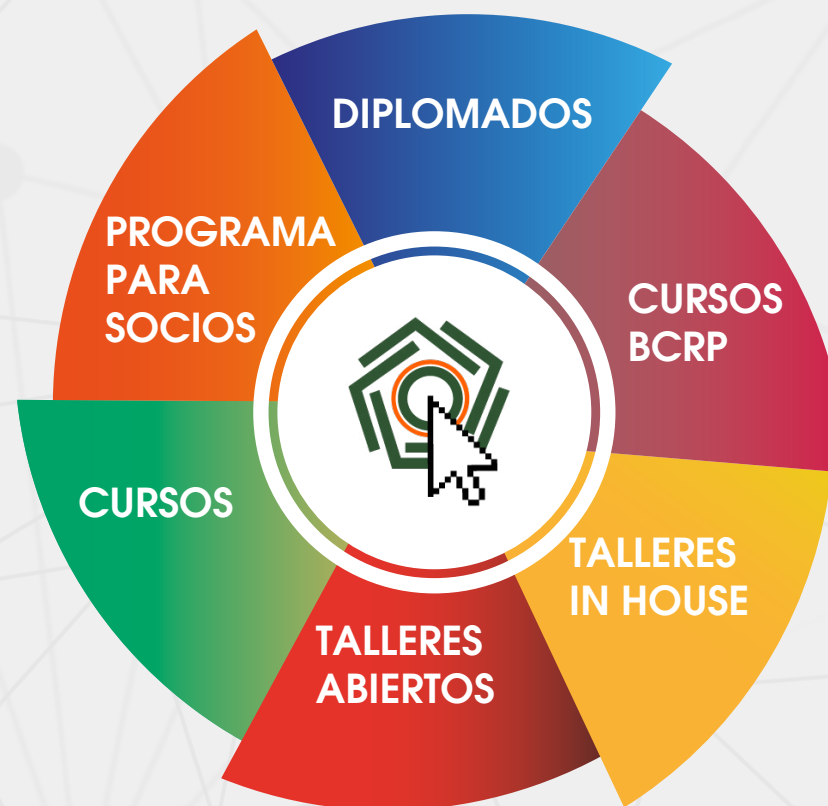 DIPLOMADOS
CURSOS
BCRP
TALLERES
IN HOUSE
TALLERES
ABIERTOS
CURSOS
PROGRAMA
PARA
SOCIOS